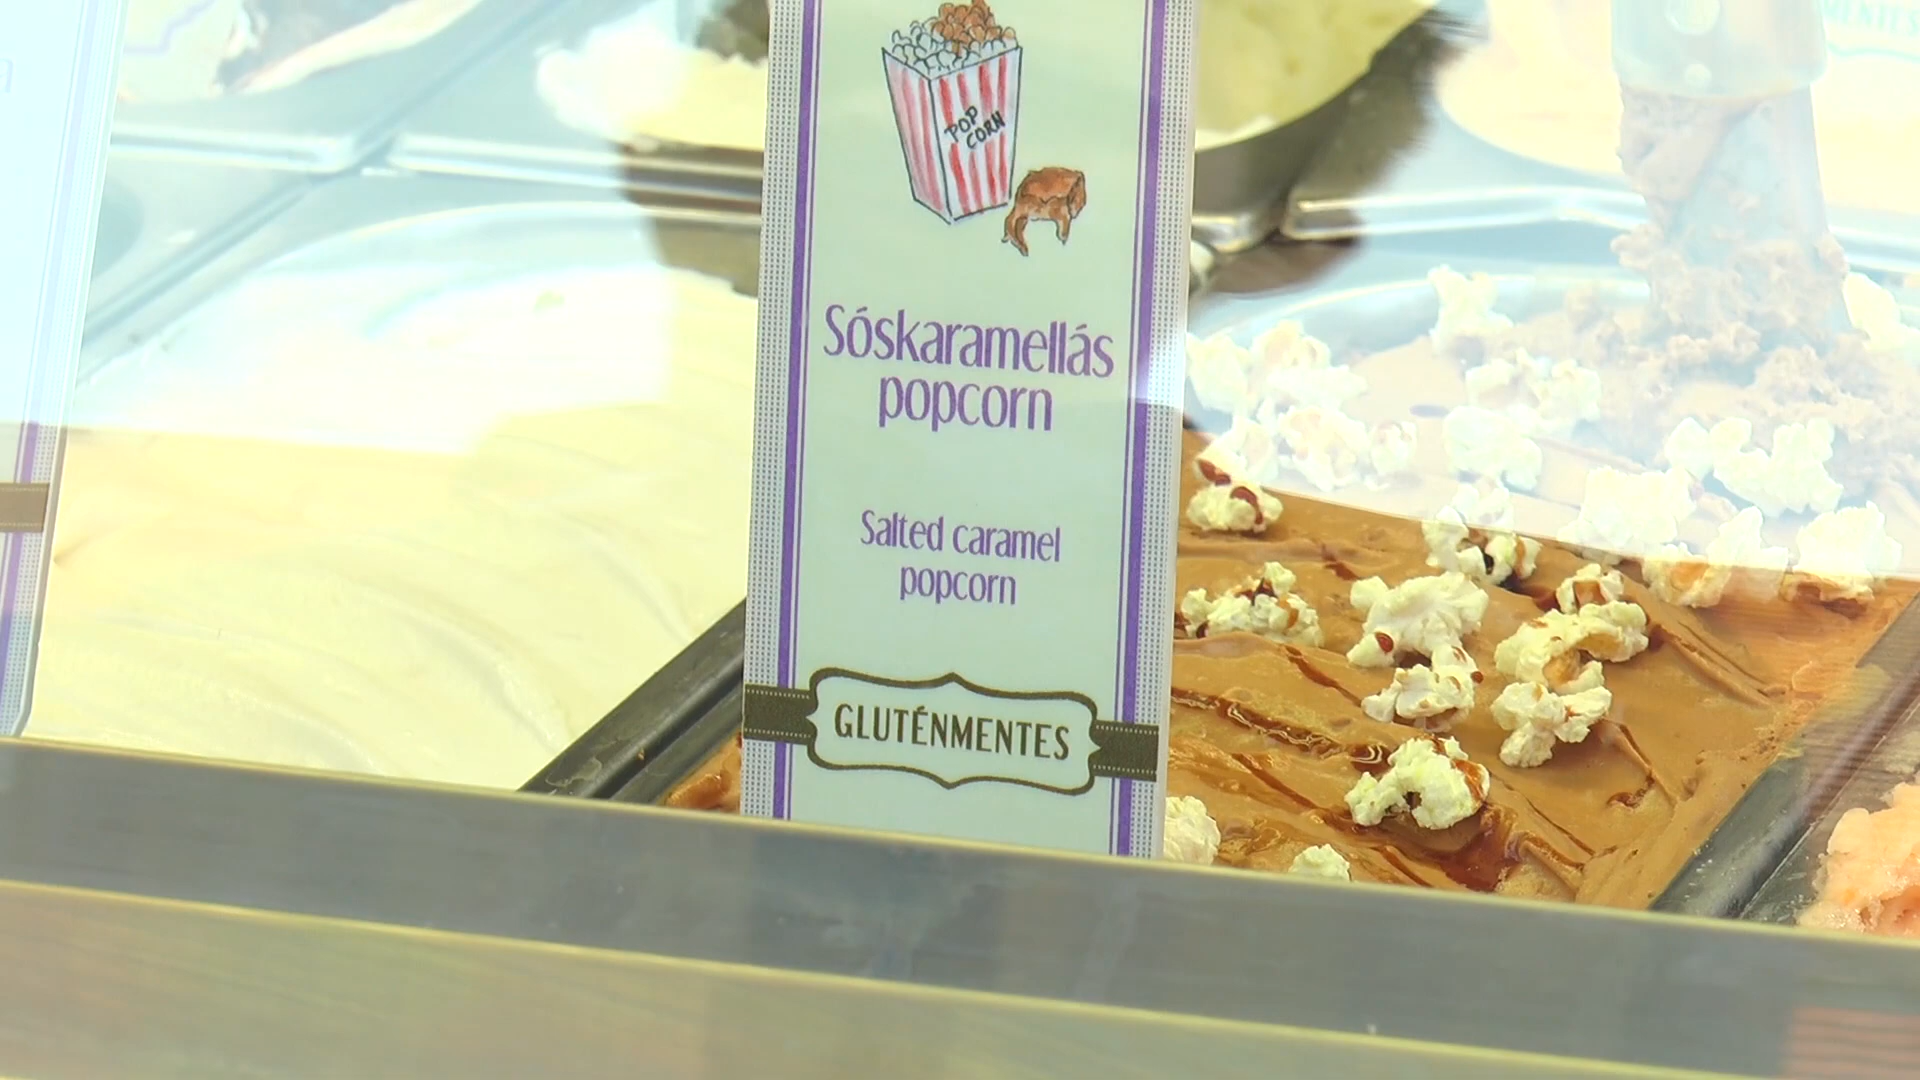 POP
CORN
Sóskaramellás
popcorn
Salted caramel
popcorn
GLUTÉNMENTES